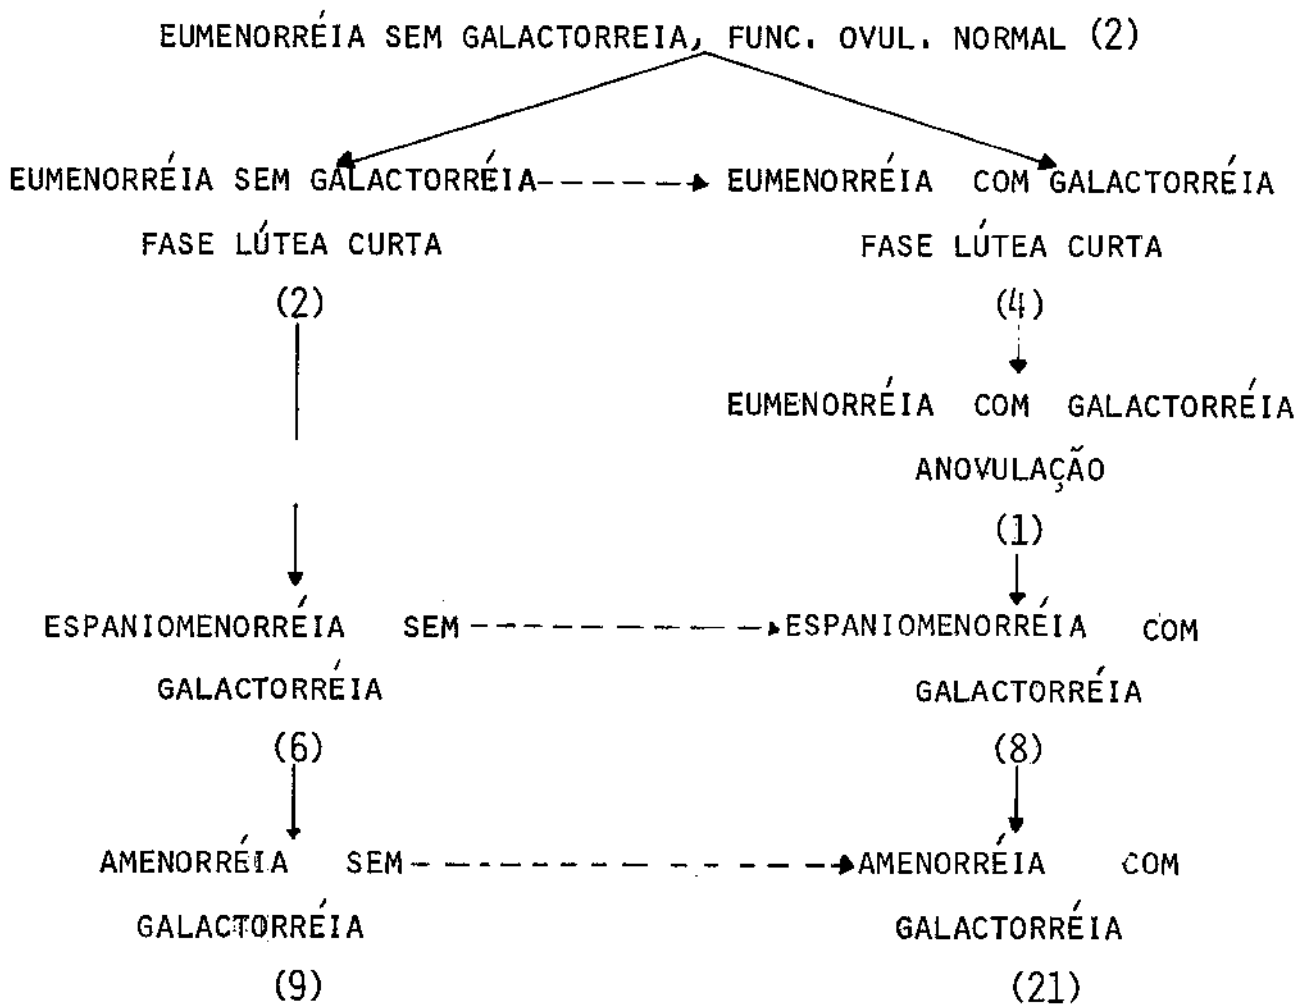 EUMENORRÉIA SEM GALACTORREIA, FUNC. OVUL. NORMAL (2)
EUMENORRÉIA SEM GALACTORRÉIA
FASE LÚTEA CURTA
(2)
EUMENORRÉIA COM GALACTORRÉIA
FASE LÚTEA CURTA
(4)
EUMENORRÉIA COM GALACTORRÉIA
ANOVULAÇÃO
(1)
ESPANIOMENORRÉIA SEM
GALACTORRÉIA
(6)
ESPANIOMENORRÉIA COM
GALACTORRÉIA
(8)
AMENORRÉIA SEM
GALACTORRÉIA
(9)
AMENORRÉIA COM
GALACTORRÉIA
(21)